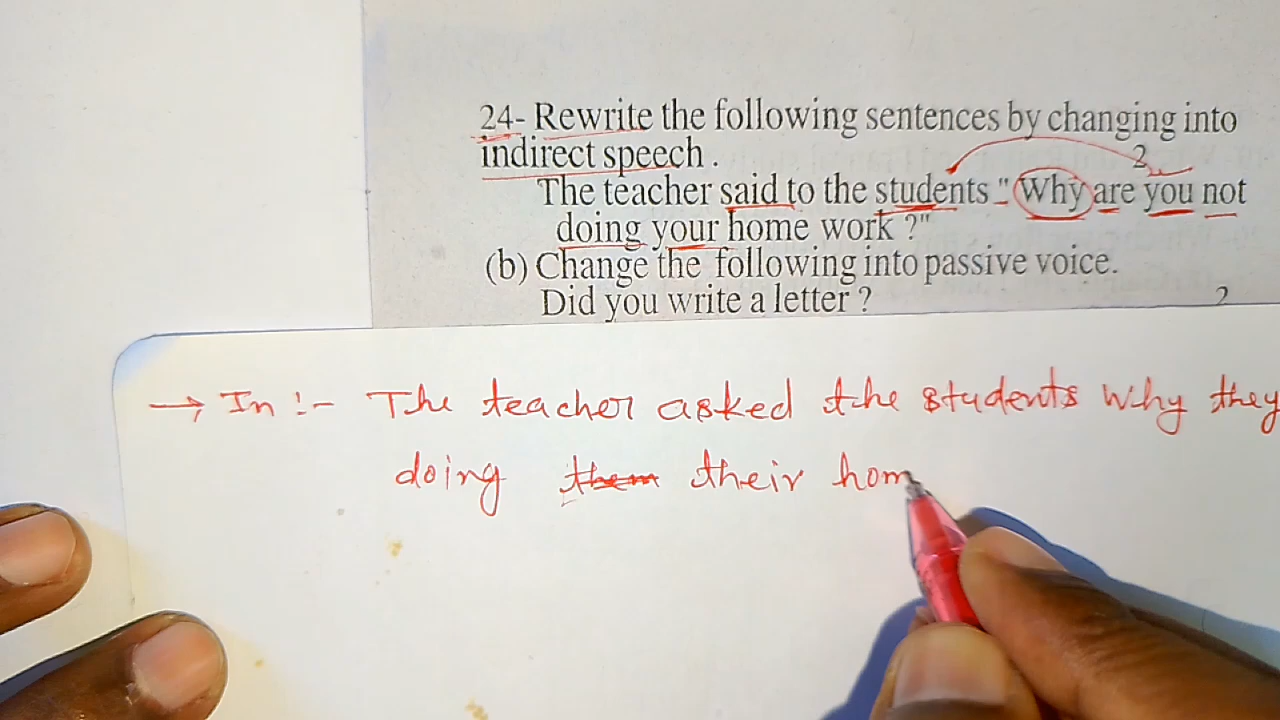 24- Rewrite the following sentences by changing into
indirect speech .
2
The teacher said to the students "Why are you not
doing your home work ?"
(b) Change the following into passive voice.
Did you write a letter ?
2
→ In :- The teacher asked the students why they
doing them their hom